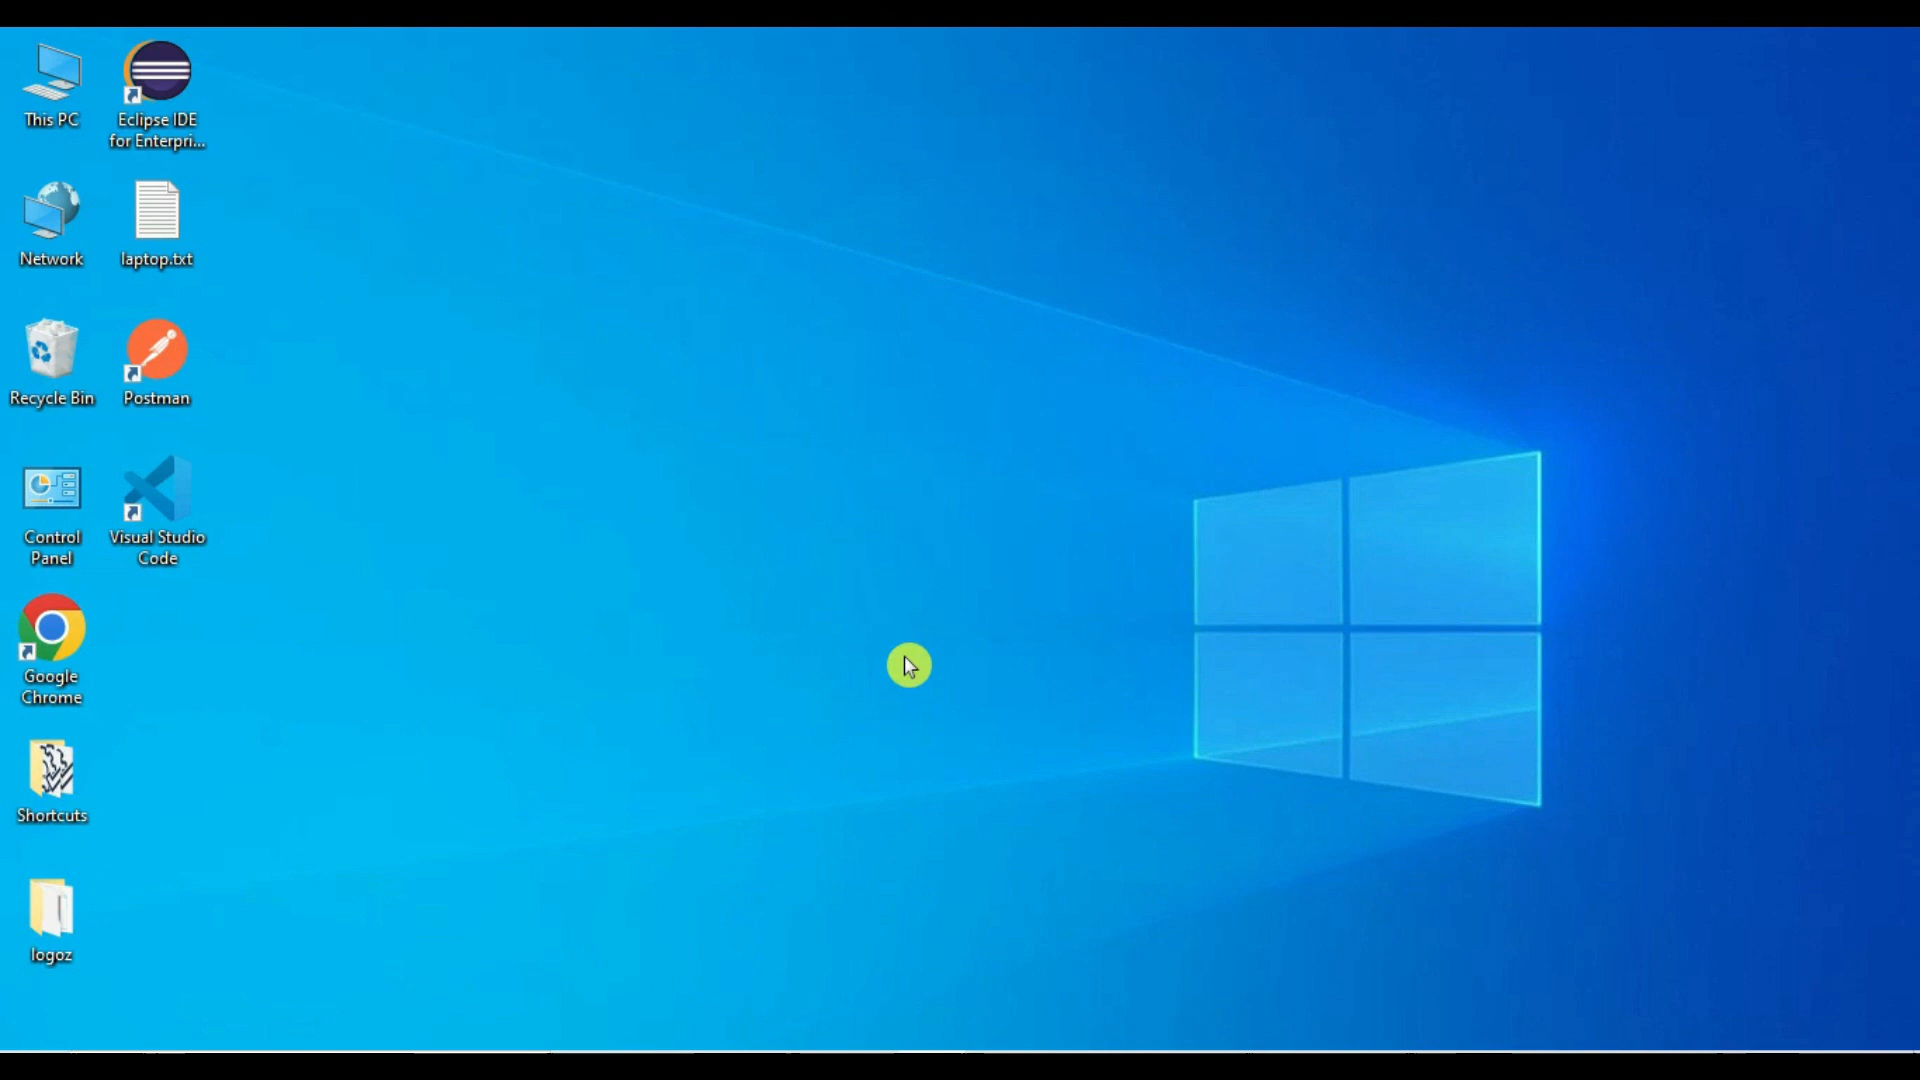 This PC
Eclipse IDE
for Enterpri...
Network
laptop.txt
Recycle Bin
Postman
Control
Panel
Visual Studio
Code
Google
Chrome
Shortcuts
logoz